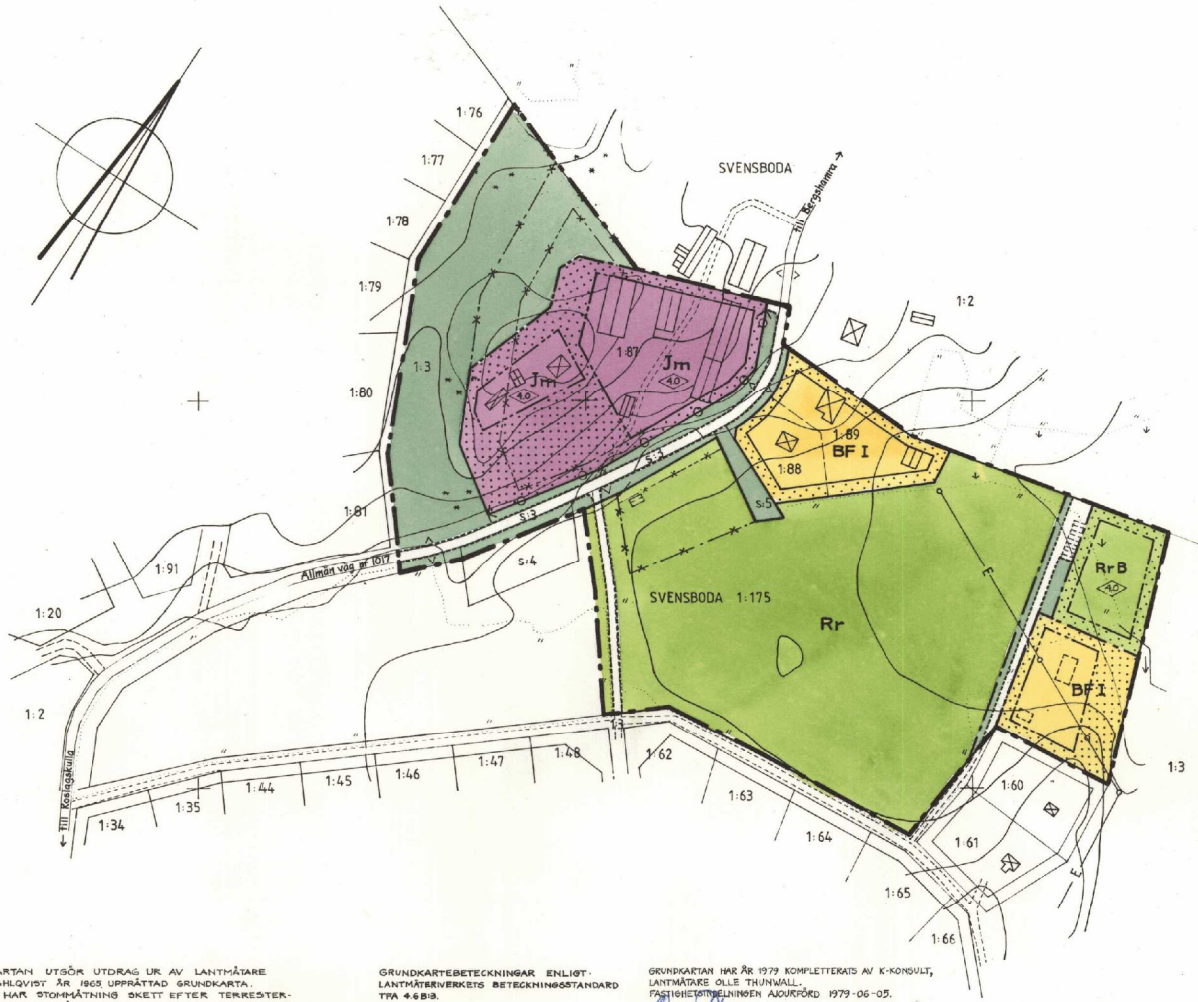 1:76
1:77
SVENSBODA
till Bergshamra
1:78
1:79
1:2
1:3
1:87
Jm
4.0
Jm
4.0
1:80
1:89
BF I
1:88
s:3
1:81
s:3
s:5
Allmän väg nr 1017
s:4
1:91
1:20
SVENSBODA 1:175
Rr
E
RrB
4.0
BF I
1:2
1:3
till Roslagskulla
1:34
1:35
1:44
1:45
1:46
1:47
1:48
1:62
1:63
1:64
1:65
1:66
1:60
1:61
E
ARTAN UTGÖR UTDRAG UR AV LANTMÄTARE
HLQVIST ÅR 1965 UPPRÄTTAD GRUNDKARTA.
HAR STOMMÄTNING SKETT EFTER TERRESTER-
GRUNDKARTEBETECKNINGAR ENLIGT
LANTMÄTERIVERKETS BETECKNINGSSTANDARD
TFA 4.6B:3.
GRUNDKARTAN HAR ÅR 1979 KOMPLETTERATS AV K-KONSULT,
LANTMÄTARE OLLE THUNWALL.
FASTIGHETSINDELNINGEN AJOURFÖRD 1979-06-05.